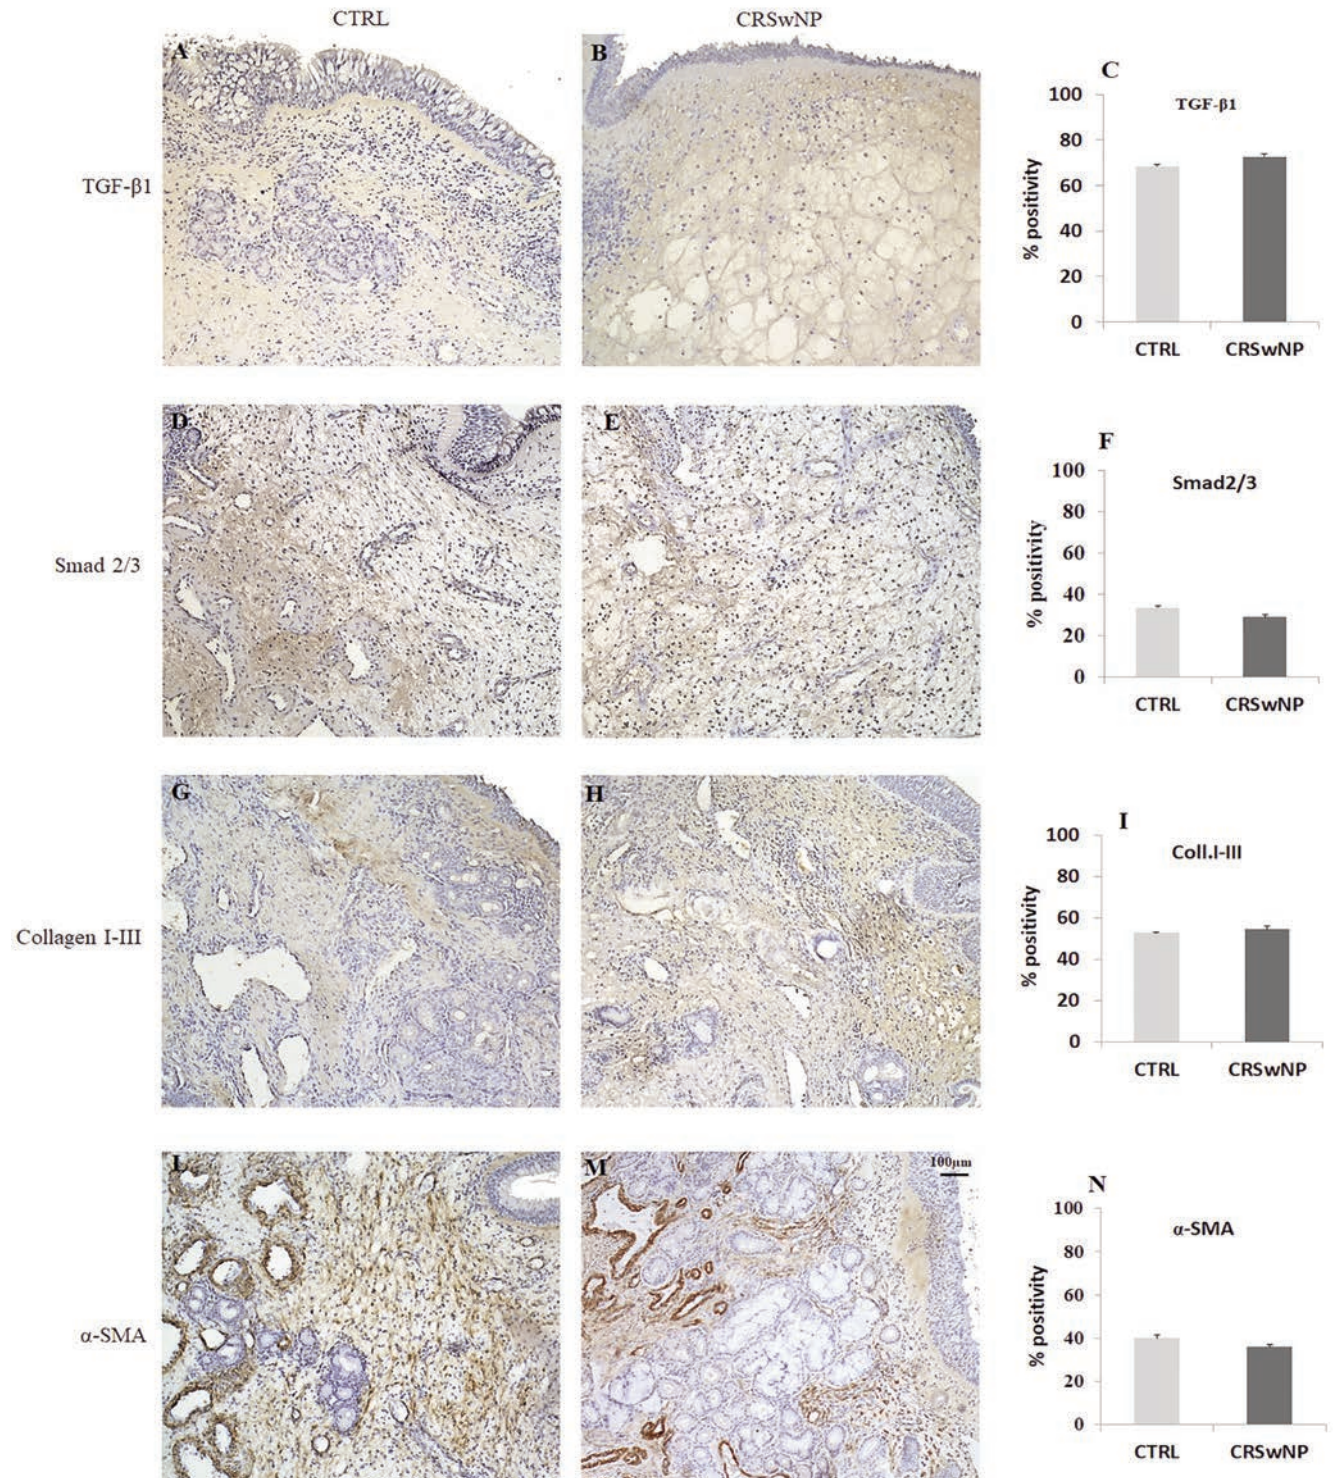 CTRL
CRSwNP
A
B
C
TGF-β1
TGF-β1
100
80
60
40
20
0
% positivity
CTRL
CRSwNP
D
E
F
Smad 2/3
Smad2/3
100
80
60
40
20
0
% positivity
CTRL
CRSwNP
G
H
I
Collagen I-III
Coll.I-III
100
80
60
40
20
0
% positivity
CTRL
CRSwNP
L
M
100µm
N
α-SMA
α-SMA
100
80
60
40
20
0
% positivity
CTRL
CRSwNP